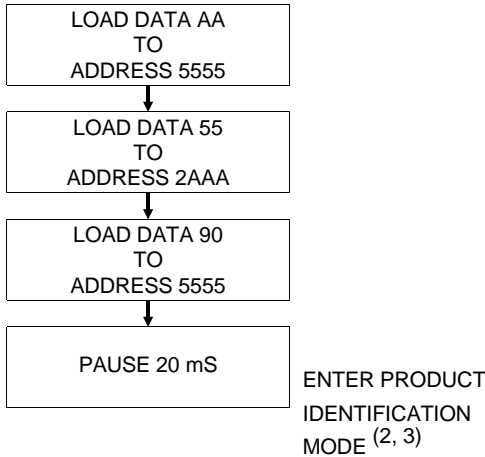 LOAD DATA AA
TO
ADDRESS 5555
LOAD DATA 55
TO
ADDRESS 2AAA
LOAD DATA 90
TO
ADDRESS 5555
PAUSE 20 mS
ENTER PRODUCT
IDENTIFICATION
MODE (2, 3)